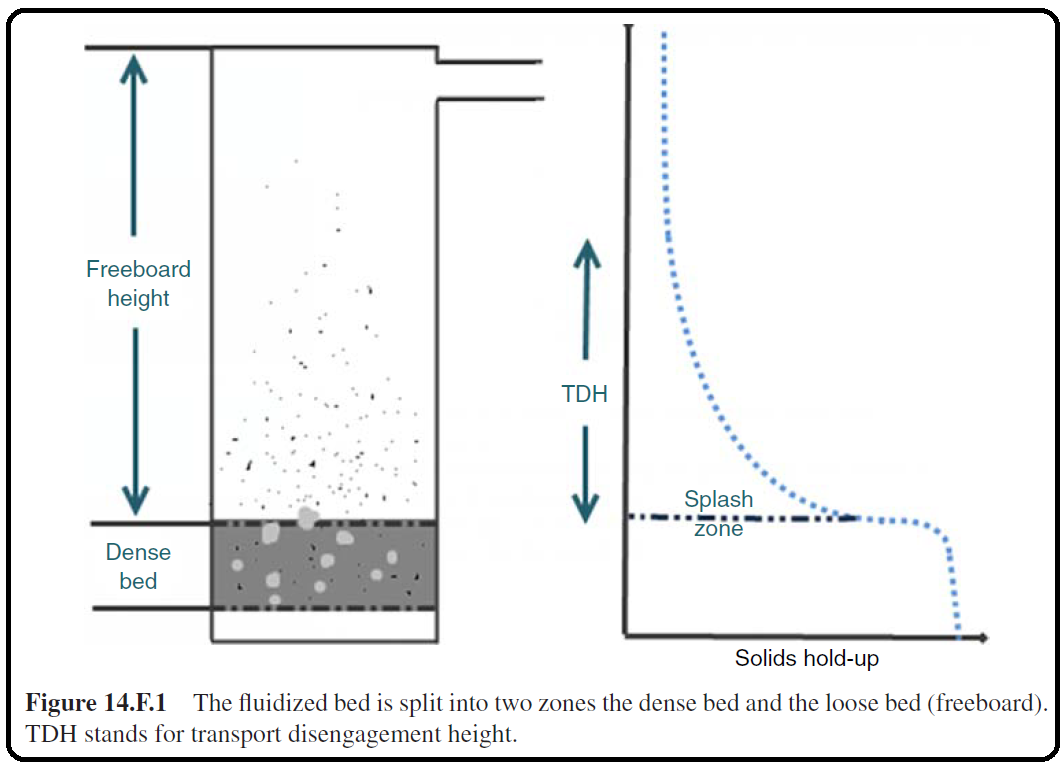 Freeboard
height
Dense
bed
TDH
Splash
zone
Solids hold-up
Figure 14.F.1 The fluidized bed is split into two zones the dense bed and the loose bed (freeboard).
TDH stands for transport disengagement height.